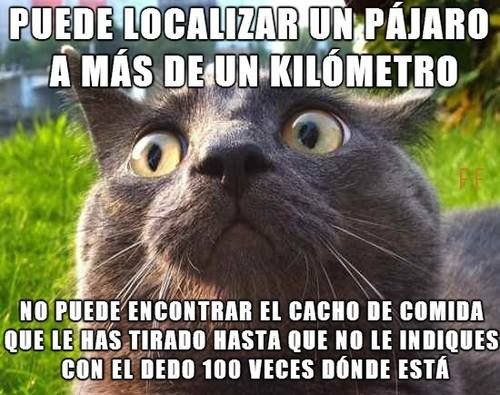 PUEDE LOCALIZAR UN PÁJARO
A MÁS DE UN KILÓMETRO
FF
NO PUEDE ENCONTRAR EL CACHO DE COMIDA
QUE LE HAS TIRADO HASTA QUE NO LE INDIQUES
CON EL DEDO 100 VECES DÓNDE ESTÁ